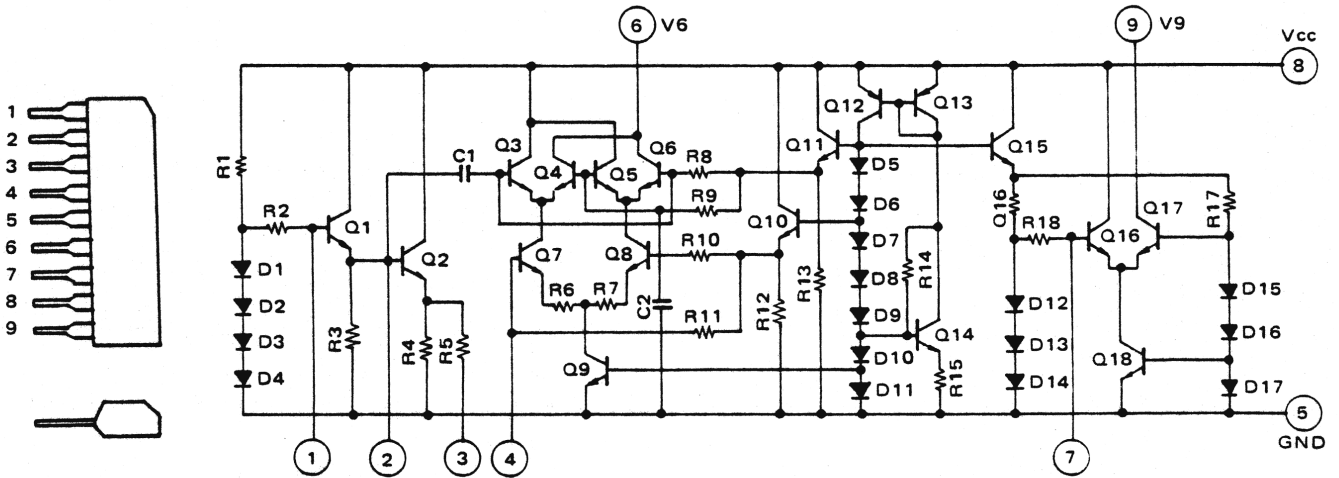 1
2
3
4
5
6
7
8
9
6 V6
9 V9
Vcc
8
Q12
Q13
Q3
Q6
Q11
D5
Q15
R1
C1
Q4
Q5
R8
R9
D6
Q16
R17
R2
Q1
Q10
R18
Q17
Q16
D7
Q2
Q7
Q8
R10
R14
D1
D8
R13
D15
D2
R6
R7
C2
R11
R12
D9
D12
D3
R3
R4
R5
Q14
D13
D16
D4
Q9
D10
R15
D14
Q18
D11
D17
5
GND
1
2
3
4
7